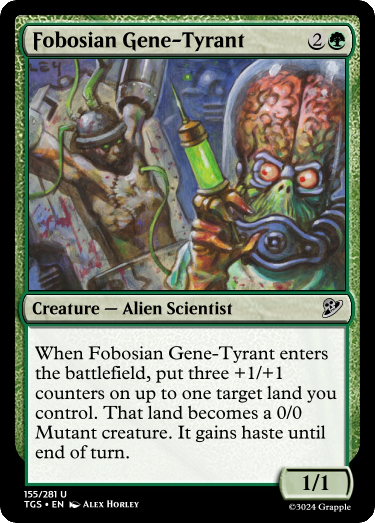 Fobosian Gene-Tyrant 2
LEY
Creature — Alien Scientist
When Fobosian Gene-Tyrant enters
the battlefield, put three +1/+1
counters on up to one target land you
control. That land becomes a 0/0
Mutant creature. It gains haste until
end of turn.
1/1
155/281 U
TGS • EN Alex Horley
©3024 Grapple